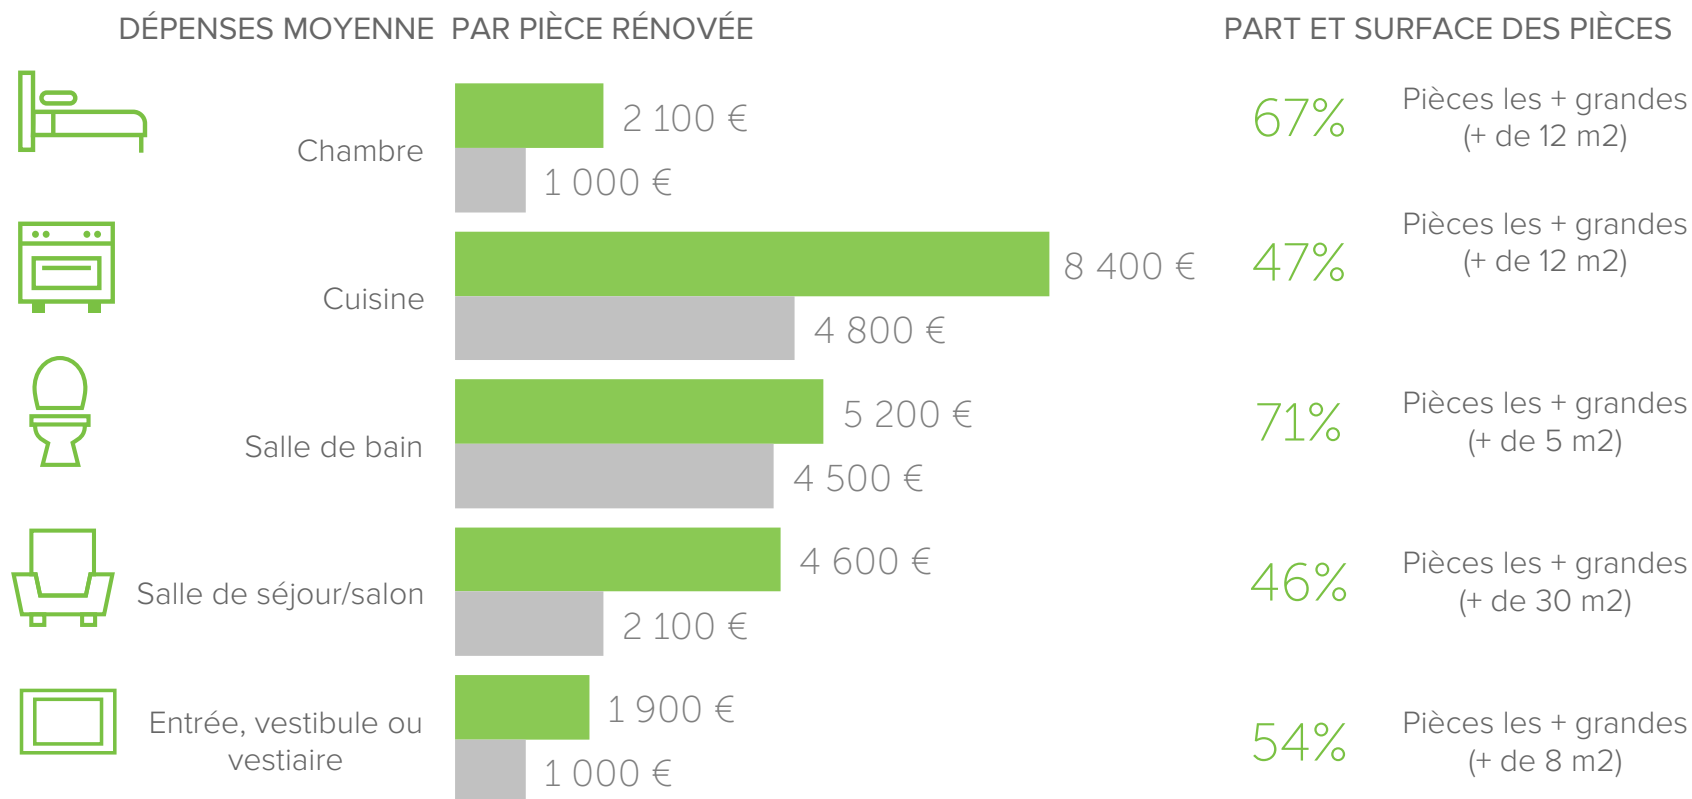 DÉPENSES MOYENNE PAR PIÈCE RÉNOVÉE
PART ET SURFACE DES PIÈCES
Chambre
2 100 €
1 000 €
67%
Pièces les + grandes
(+ de 12 m2)
Cuisine
8 400 €
4 800 €
47%
Pièces les + grandes
(+ de 12 m2)
Salle de bain
5 200 €
4 500 €
71%
Pièces les + grandes
(+ de 5 m2)
Salle de séjour/salon
4 600 €
2 100 €
46%
Pièces les + grandes
(+ de 30 m2)
Entrée, vestibule ou
vestiaire
1 900 €
1 000 €
54%
Pièces les + grandes
(+ de 8 m2)